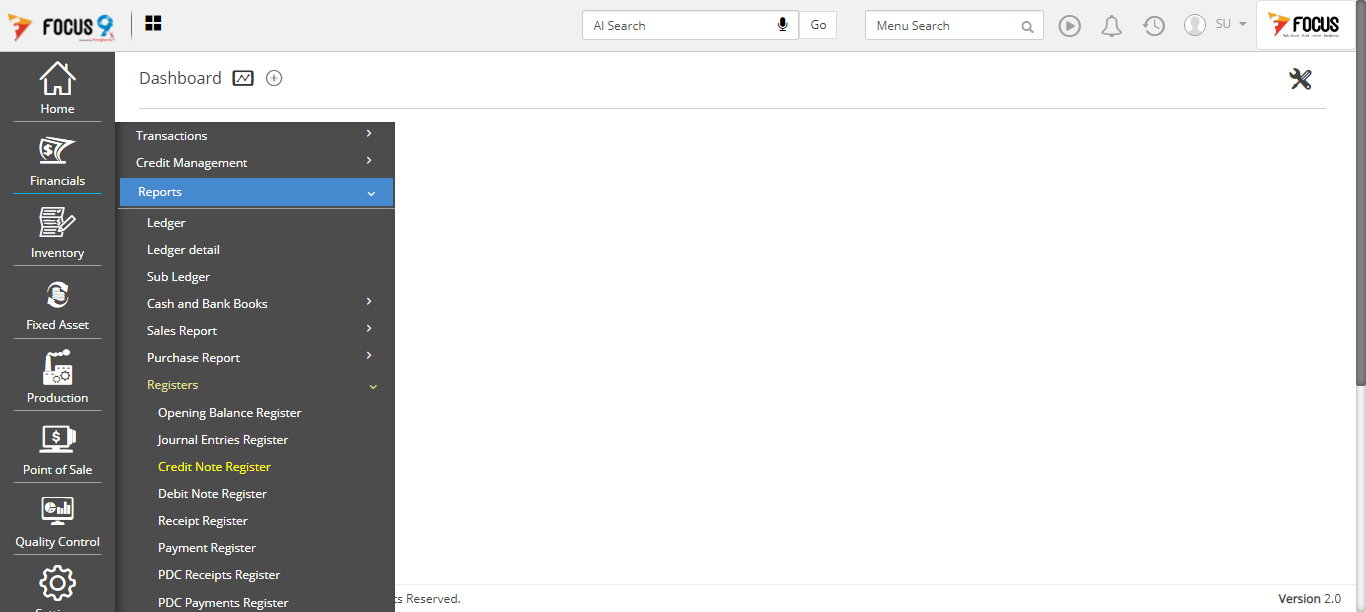 FOCUS 9
AI Search
Go
Menu Search
SU
FOCUS
Dashboard
Home
Financials
Inventory
Fixed Asset
Production
Point of Sale
Quality Control
Transactions
Credit Management
Reports
Ledger
Ledger detail
Sub Ledger
Cash and Bank Books
Sales Report
Purchase Report
Registers
Opening Balance Register
Journal Entries Register
Credit Note Register
Debit Note Register
Receipt Register
Payment Register
PDC Receipts Register
PDC Payments Register
ts Reserved.
Version 2.0